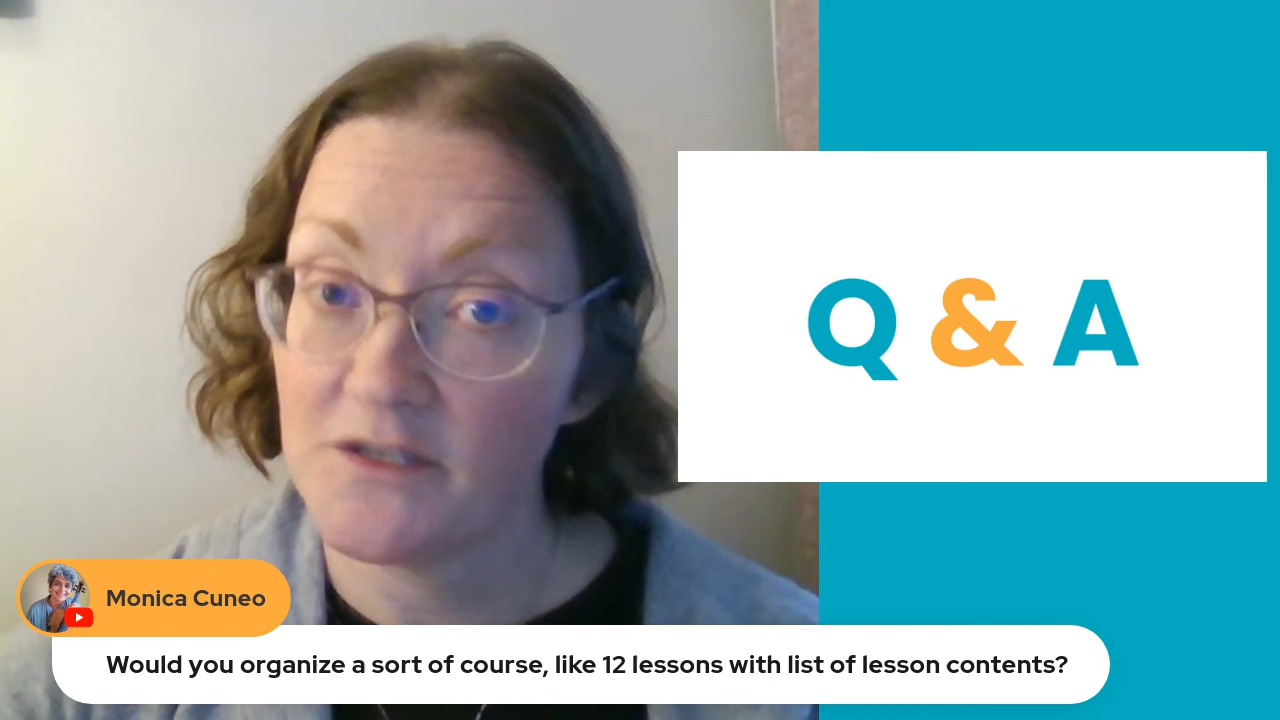 Q & A
Monica Cuneo
Would you organize a sort of course, like 12 lessons with list of lesson contents?